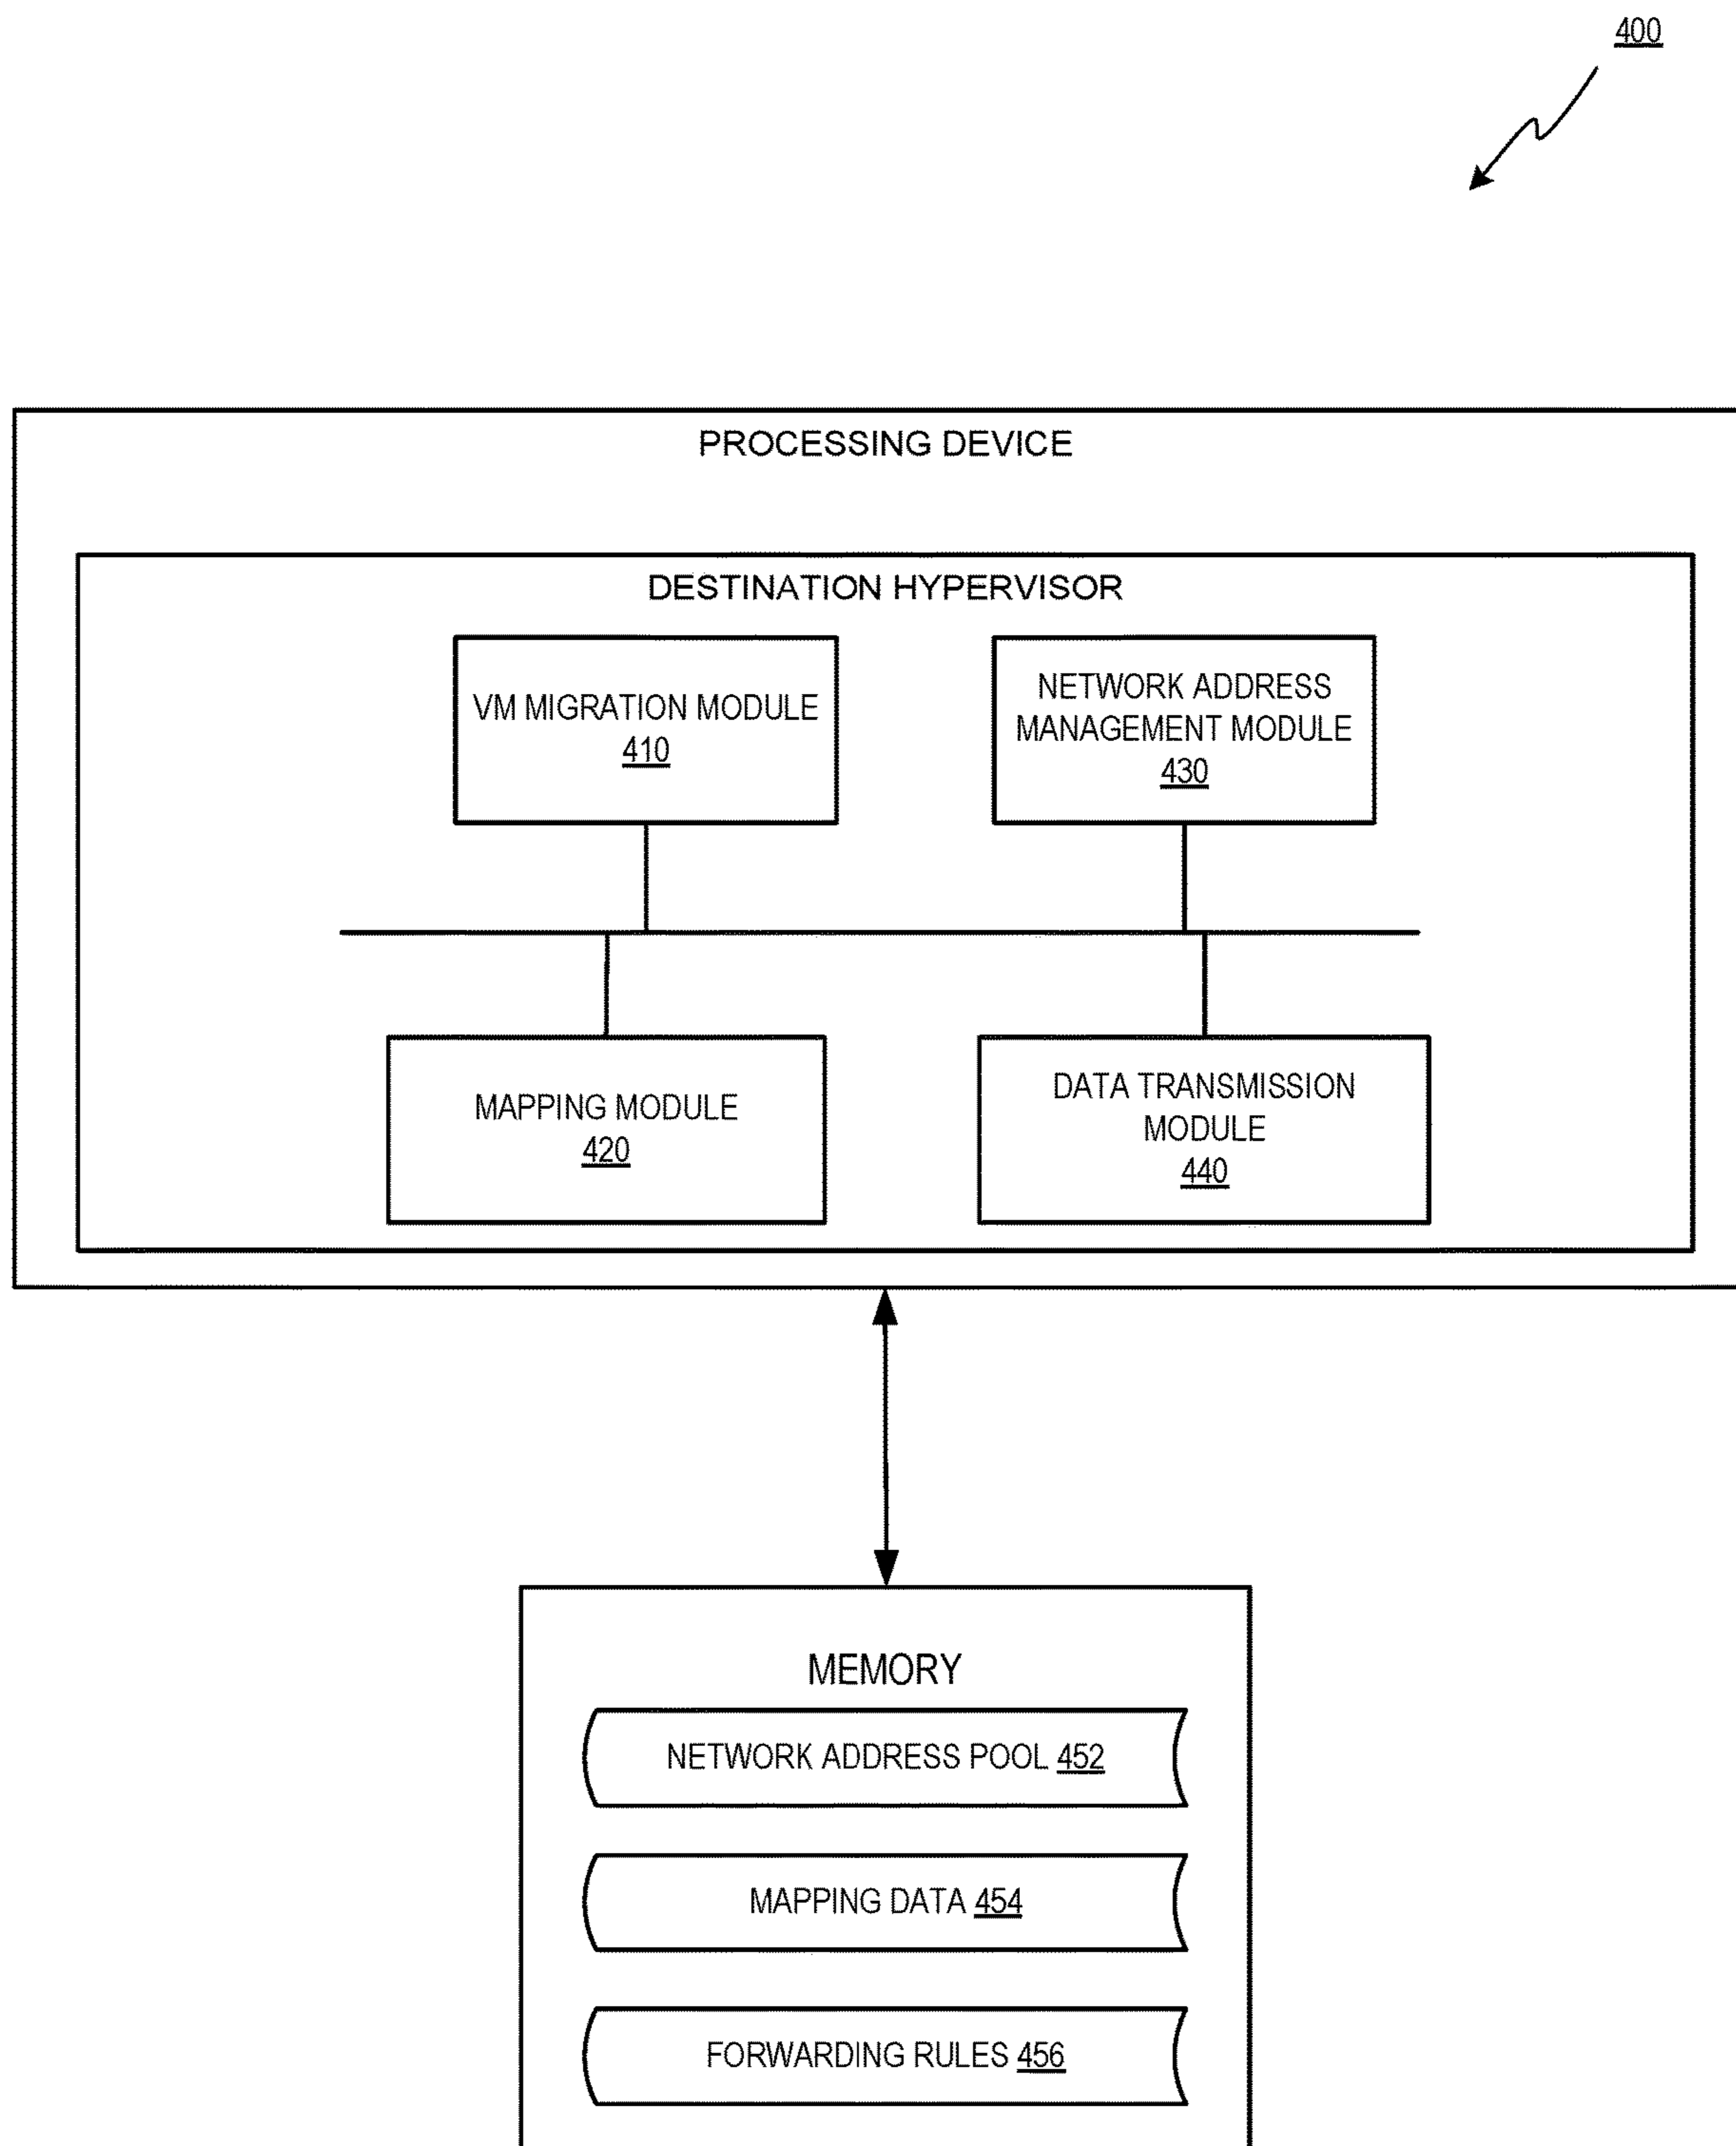 400
PROCESSING DEVICE
DESTINATION HYPERVISOR
VM MIGRATION MODULE
410
NETWORK ADDRESS
MANAGEMENT MODULE
430
MAPPING MODULE
420
DATA TRANSMISSION
MODULE
440
MEMORY
NETWORK ADDRESS POOL 452
MAPPING DATA 454
FORWARDING RULES 456